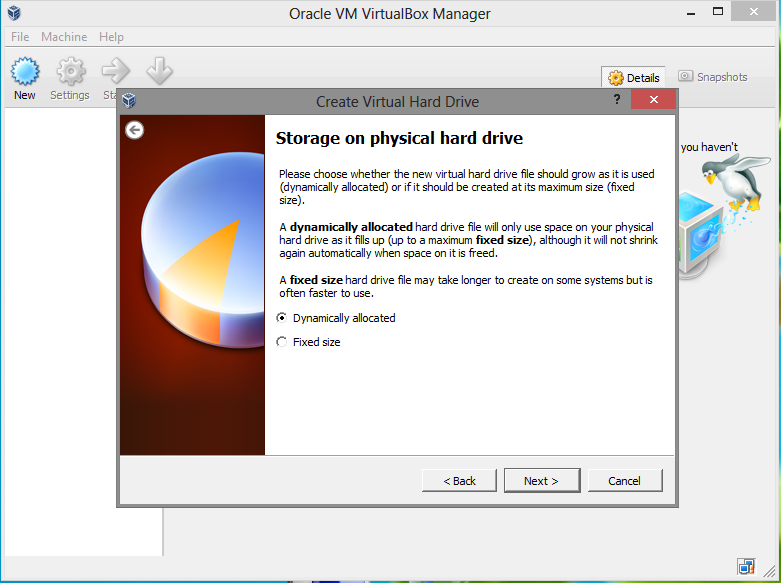 Oracle VM VirtualBox Manager
File Machine Help
New Settings
Details Snapshots
Create Virtual Hard Drive
?
you haven't
Storage on physical hard drive
Please choose whether the new virtual hard drive file should grow as it is used
(dynamically allocated) or if it should be created at its maximum size (fixed
size).
A dynamically allocated hard drive file will only use space on your physical
hard drive as it fills up (up to a maximum fixed size), although it will not shrink
again automatically when space on it is freed.
A fixed size hard drive file may take longer to create on some systems but is
often faster to use.
Dynamically allocated
Fixed size
< Back Next > Cancel